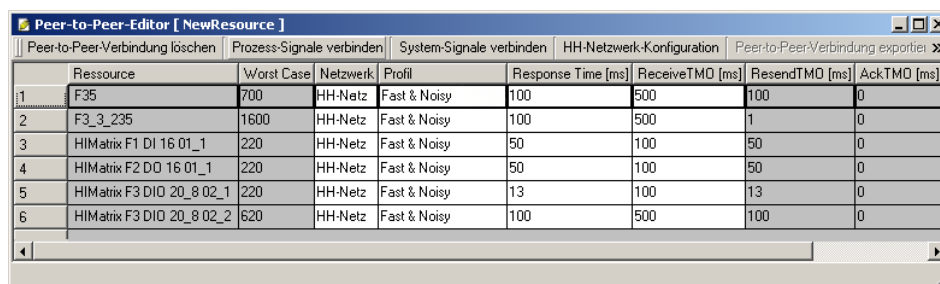 Peer-to-Peer-Editor [ NewResource ]
Peer-to-Peer-Verbindung löschen Prozess-Signale verbinden System-Signale verbinden HH-Netzwerk-Konfiguration Peer-to-Peer-Verbindung exportier »
Ressource Worst Case Netzwerk Profil Response Time [ms] ReceiveTMO [ms] ResendTMO [ms] AckTMO [ms]
1 F35 700 HH-Netz Fast & Noisy 100 500 100 0
2 F3_3_235 1600 HH-Netz Fast & Noisy 100 500 1 0
3 HIMatrix F1 DI 16 01_1 220 HH-Netz Fast & Noisy 50 100 50 0
4 HIMatrix F2 DO 16 01_1 220 HH-Netz Fast & Noisy 50 100 50 0
5 HIMatrix F3 DIO 20_8 02_1 220 HH-Netz Fast & Noisy 13 100 13 0
6 HIMatrix F3 DIO 20_8 02_2 620 HH-Netz Fast & Noisy 100 500 100 0